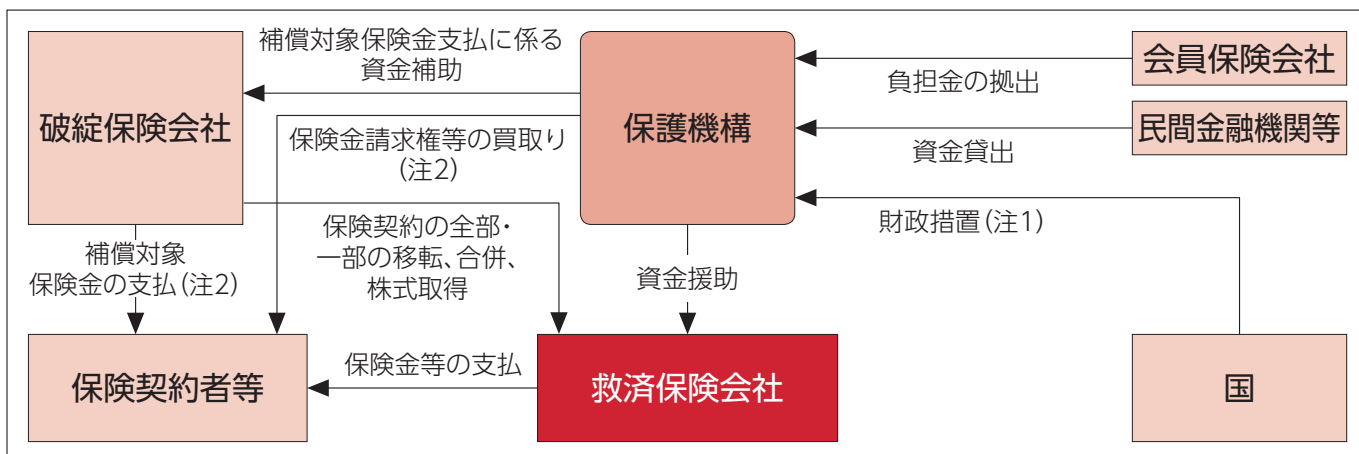 補償対象保険金支払に係る
資金補助
会員保険会社
負担金の拠出
破綻保険会社
保護機構
民間金融機関等
保険金請求権等の買取り
(注2)
資金貸出
保険契約の全部・
一部の移転、合併、
株式取得
財政措置(注1)
補償対象
保険金の支払(注2)
資金援助
保険契約者等
保険金等の支払
救済保険会社
国